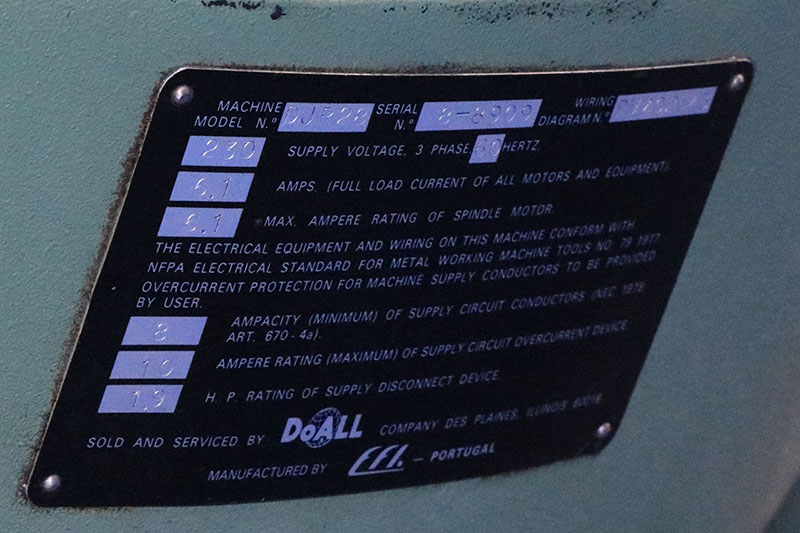 MACHINE MODEL N.º DJP28 SERIAL N.º 8-8909 WIRING DIAGRAM N.º
230 SUPPLY VOLTAGE, 3 PHASE, 60 HERTZ.
6.1 AMPS. (FULL LOAD CURRENT OF ALL MOTORS AND EQUIPMENT).
6.1 MAX. AMPERE RATING OF SPINDLE MOTOR.
THE ELECTRICAL EQUIPMENT AND WIRING ON THIS MACHINE CONFORM WITH
NFPA ELECTRICAL STANDARD FOR METAL WORKING MACHINE TOOLS NO. 79 1977.
OVERCURRENT PROTECTION FOR MACHINE SUPPLY CONDUCTORS TO BE PROVIDED
BY USER.
8 AMPACITY (MINIMUM) OF SUPPLY CIRCUIT CONDUCTORS (NEC 1978
ART. 670-4a).
10 AMPERE RATING (MAXIMUM) OF SUPPLY CIRCUIT OVERCURRENT DEVICE.
1.9 H. P. RATING OF SUPPLY DISCONNECT DEVICE.
SOLD AND SERVICED BY DoALL COMPANY DES PLAINES, ILLINOIS 60016
MANUFACTURED BY EFI. - PORTUGAL